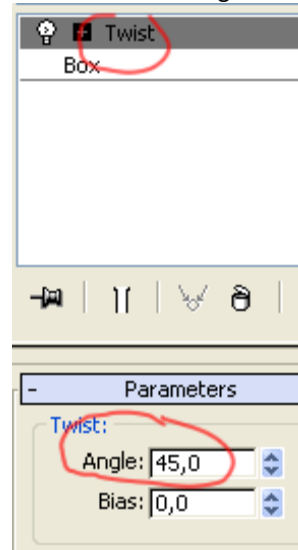 Twist
Box
- Parameters
Twist:
Angle: 45,0
Bias: 0,0